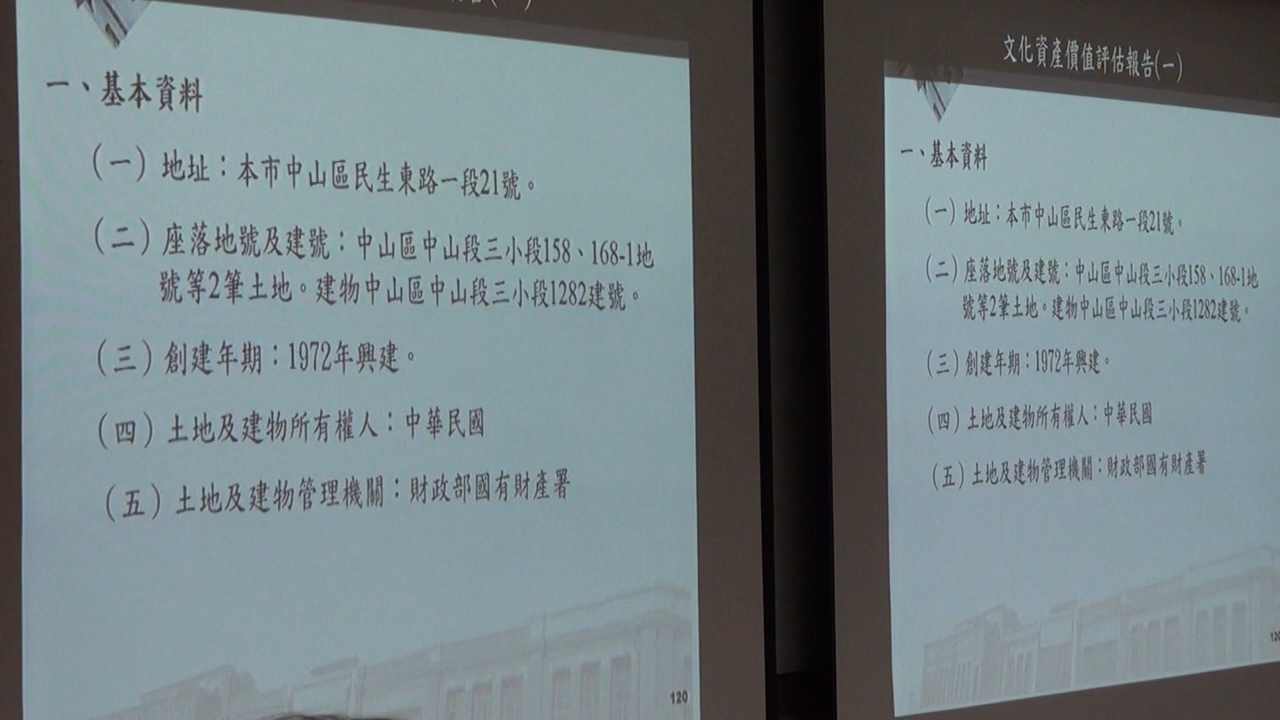 一、基本資料
（一）地址：本市中山區民生東路一段21號。
（二）座落地號及建號：中山區中山段三小段158、168-1地
號等2筆土地。建物中山區中山段三小段1282建號。
（三）創建年期：1972年興建。
（四）土地及建物所有權人：中華民國
（五）土地及建物管理機關：財政部國有財產署
120
文化資產價值評估報告(一)
一、基本資料
（一）地址：本市中山區民生東路一段21號。
（二）座落地號及建號：中山區中山段三小段158、168-1地
號等2筆土地。建物中山區中山段三小段1282建號。
（三）創建年期：1972年興建。
（四）土地及建物所有權人：中華民國
（五）土地及建物管理機關：財政部國有財產署
120